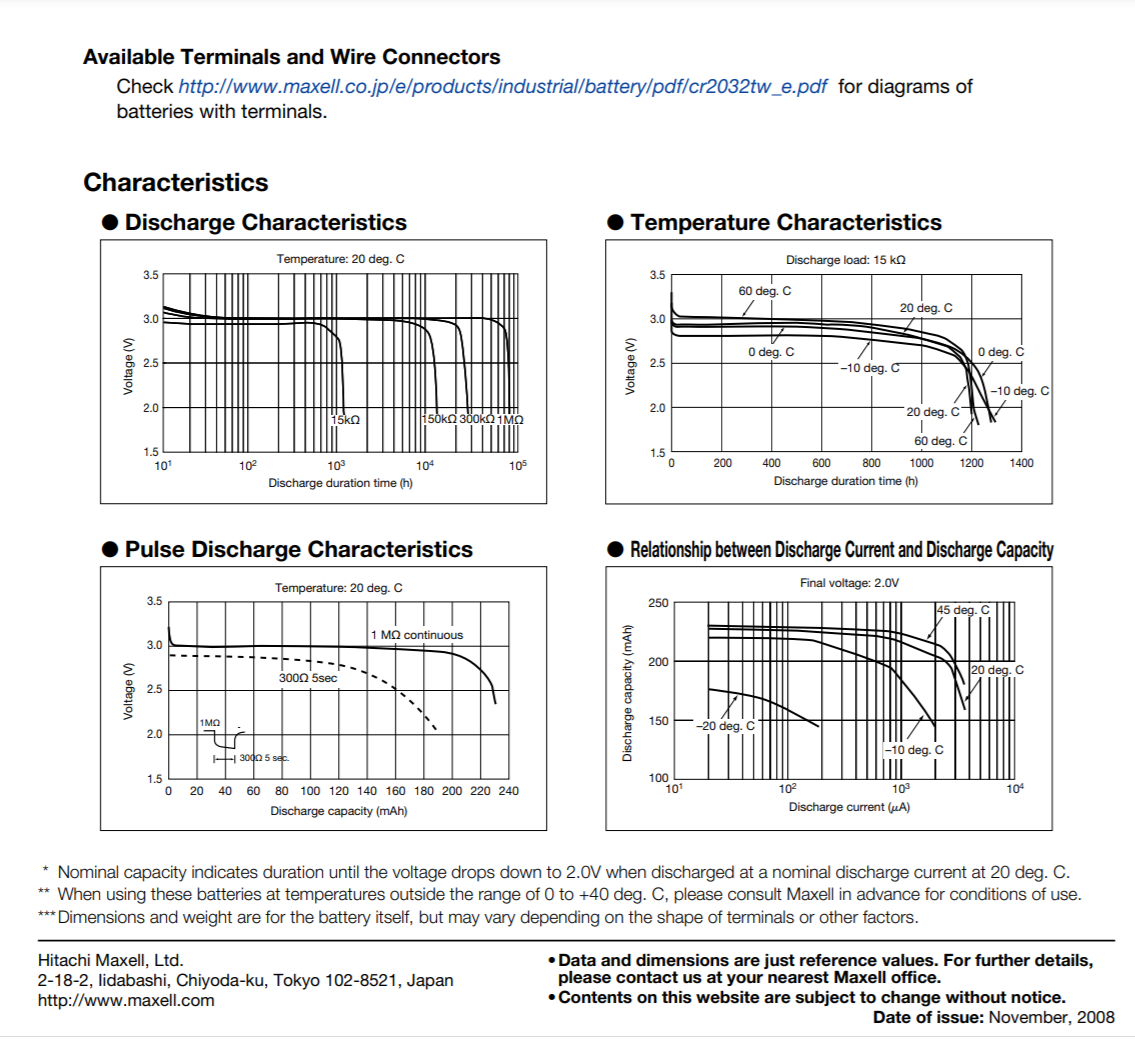 Available Terminals and Wire Connectors
Check http://www.maxell.co.jp/e/products/industrial/battery/pdf/cr2032tw_e.pdf for diagrams of
batteries with terminals.
Characteristics
● Discharge Characteristics
Temperature: 20 deg. C
3.5
3.0
2.5
2.0
1.5
Voltage (V)
15kΩ
150kΩ 300kΩ 1MΩ
10¹ 10² 10³ 10⁴ 10⁵
Discharge duration time (h)
● Temperature Characteristics
Discharge load: 15 kΩ
3.5
3.0
2.5
2.0
1.5
Voltage (V)
60 deg. C
20 deg. C
0 deg. C
0 deg. C
–10 deg. C
–10 deg. C
20 deg. C
60 deg. C
0 200 400 600 800 1000 1200 1400
Discharge duration time (h)
● Pulse Discharge Characteristics
Temperature: 20 deg. C
3.5
3.0
2.5
2.0
1.5
Voltage (V)
1 MΩ continuous
300Ω 5sec
1MΩ
300Ω 5 sec.
0 20 40 60 80 100 120 140 160 180 200 220 240
Discharge capacity (mAh)
● Relationship between Discharge Current and Discharge Capacity
Final voltage: 2.0V
250
200
150
100
Discharge capacity (mAh)
45 deg. C
20 deg. C
–20 deg. C
–10 deg. C
10¹ 10² 10³ 10⁴
Discharge current (μA)
* Nominal capacity indicates duration until the voltage drops down to 2.0V when discharged at a nominal discharge current at 20 deg. C.
** When using these batteries at temperatures outside the range of 0 to +40 deg. C, please consult Maxell in advance for conditions of use.
*** Dimensions and weight are for the battery itself, but may vary depending on the shape of terminals or other factors.
Hitachi Maxell, Ltd.
2-18-2, Iidabashi, Chiyoda-ku, Tokyo 102-8521, Japan
http://www.maxell.com
• Data and dimensions are just reference values. For further details,
please contact us at your nearest Maxell office.
• Contents on this website are subject to change without notice.
Date of issue: November, 2008